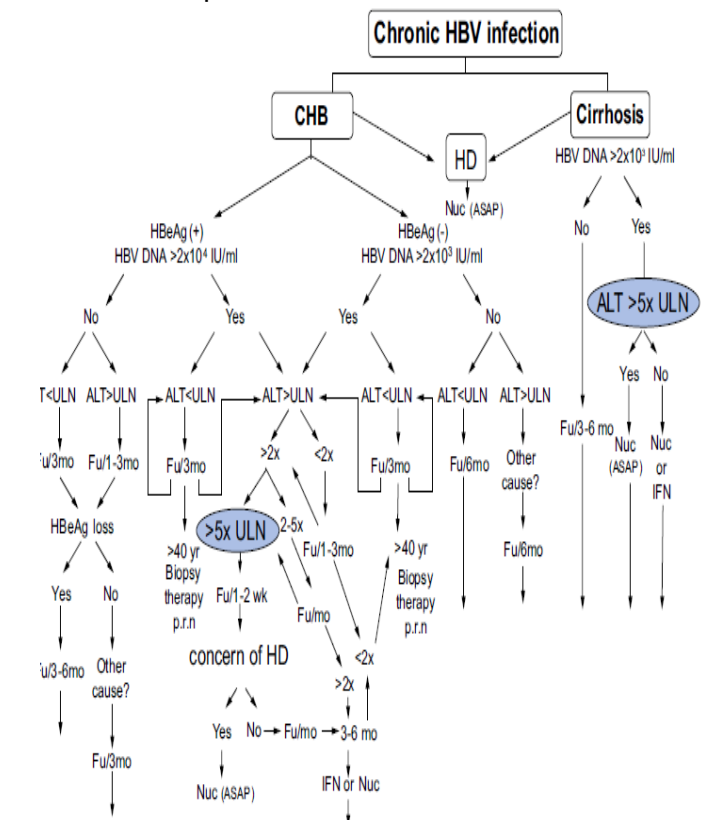 Chronic HBV infection
CHB
Cirrhosis
HD
HBV DNA >2x10³ IU/ml
Nuc (ASAP)
HBeAg (+)
HBV DNA >2x10⁴ IU/ml
HBeAg (-)
HBV DNA >2x10³ IU/ml
No
Yes
ALT >5x ULN
No
Yes
Yes
No
Yes
No
T<ULN
ALT>ULN
ALT<ULN
ALT>ULN
ALT<ULN
ALT<ULN
ALT>ULN
Fu/3-6 mo
Nuc
(ASAP)
Nuc
or
IFN
u/3mo
Fu/1-3mo
Fu/3mo
>2x
<2x
Fu/3mo
Fu/6mo
Other
cause?
HBeAg loss
>5x ULN
2-5x
>40 yr
Biopsy
therapy
p.r.n
Fu/1-3mo
>40 yr
Biopsy
therapy
p.r.n
Fu/6mo
Yes
No
Fu/1-2 wk
Fu/mo
concern of HD
<2x
>2x
u/3-6mo
Other
cause?
Yes
No
Fu/mo
3-6 mo
Fu/3mo
Nuc (ASAP)
IFN or Nuc